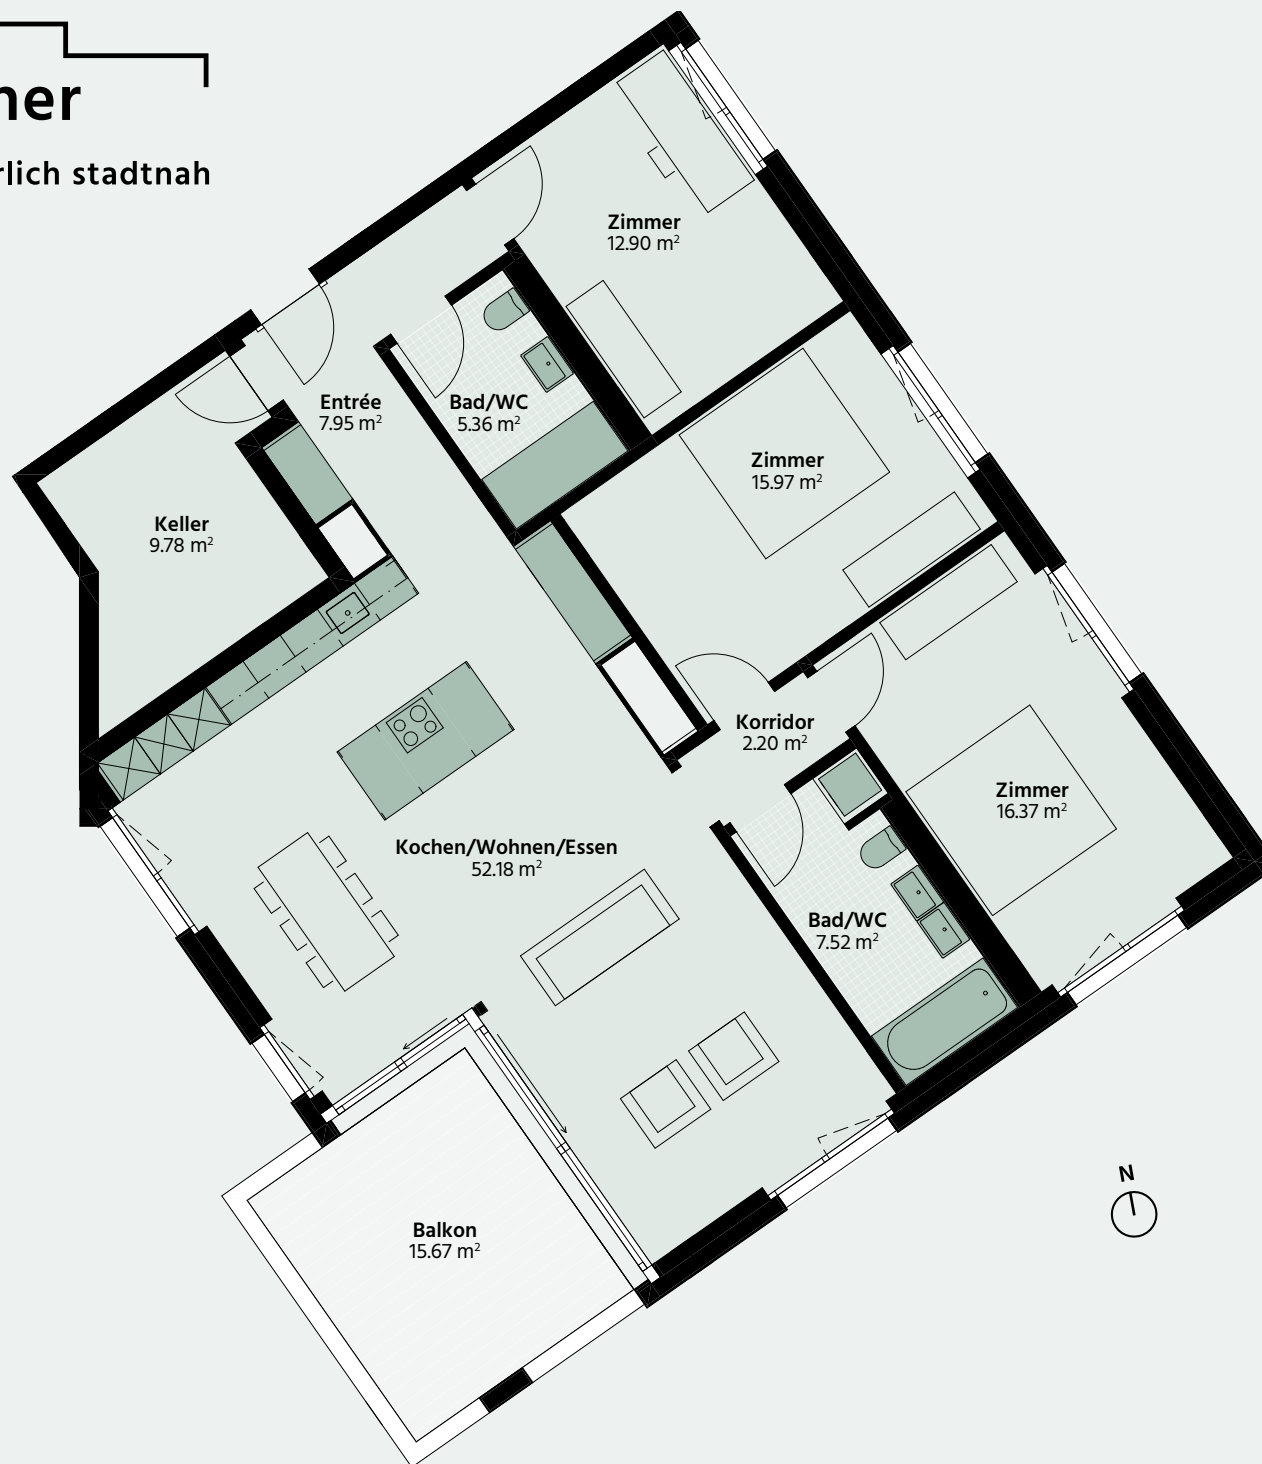 ner
rlich stadtnah
Zimmer
12.90 m²
Entrée
7.95 m²
Bad/WC
5.36 m²
Zimmer
15.97 m²
Keller
9.78 m²
Korridor
2.20 m²
Zimmer
16.37 m²
Kochen/Wohnen/Essen
52.18 m²
Bad/WC
7.52 m²
N
Balkon
15.67 m²